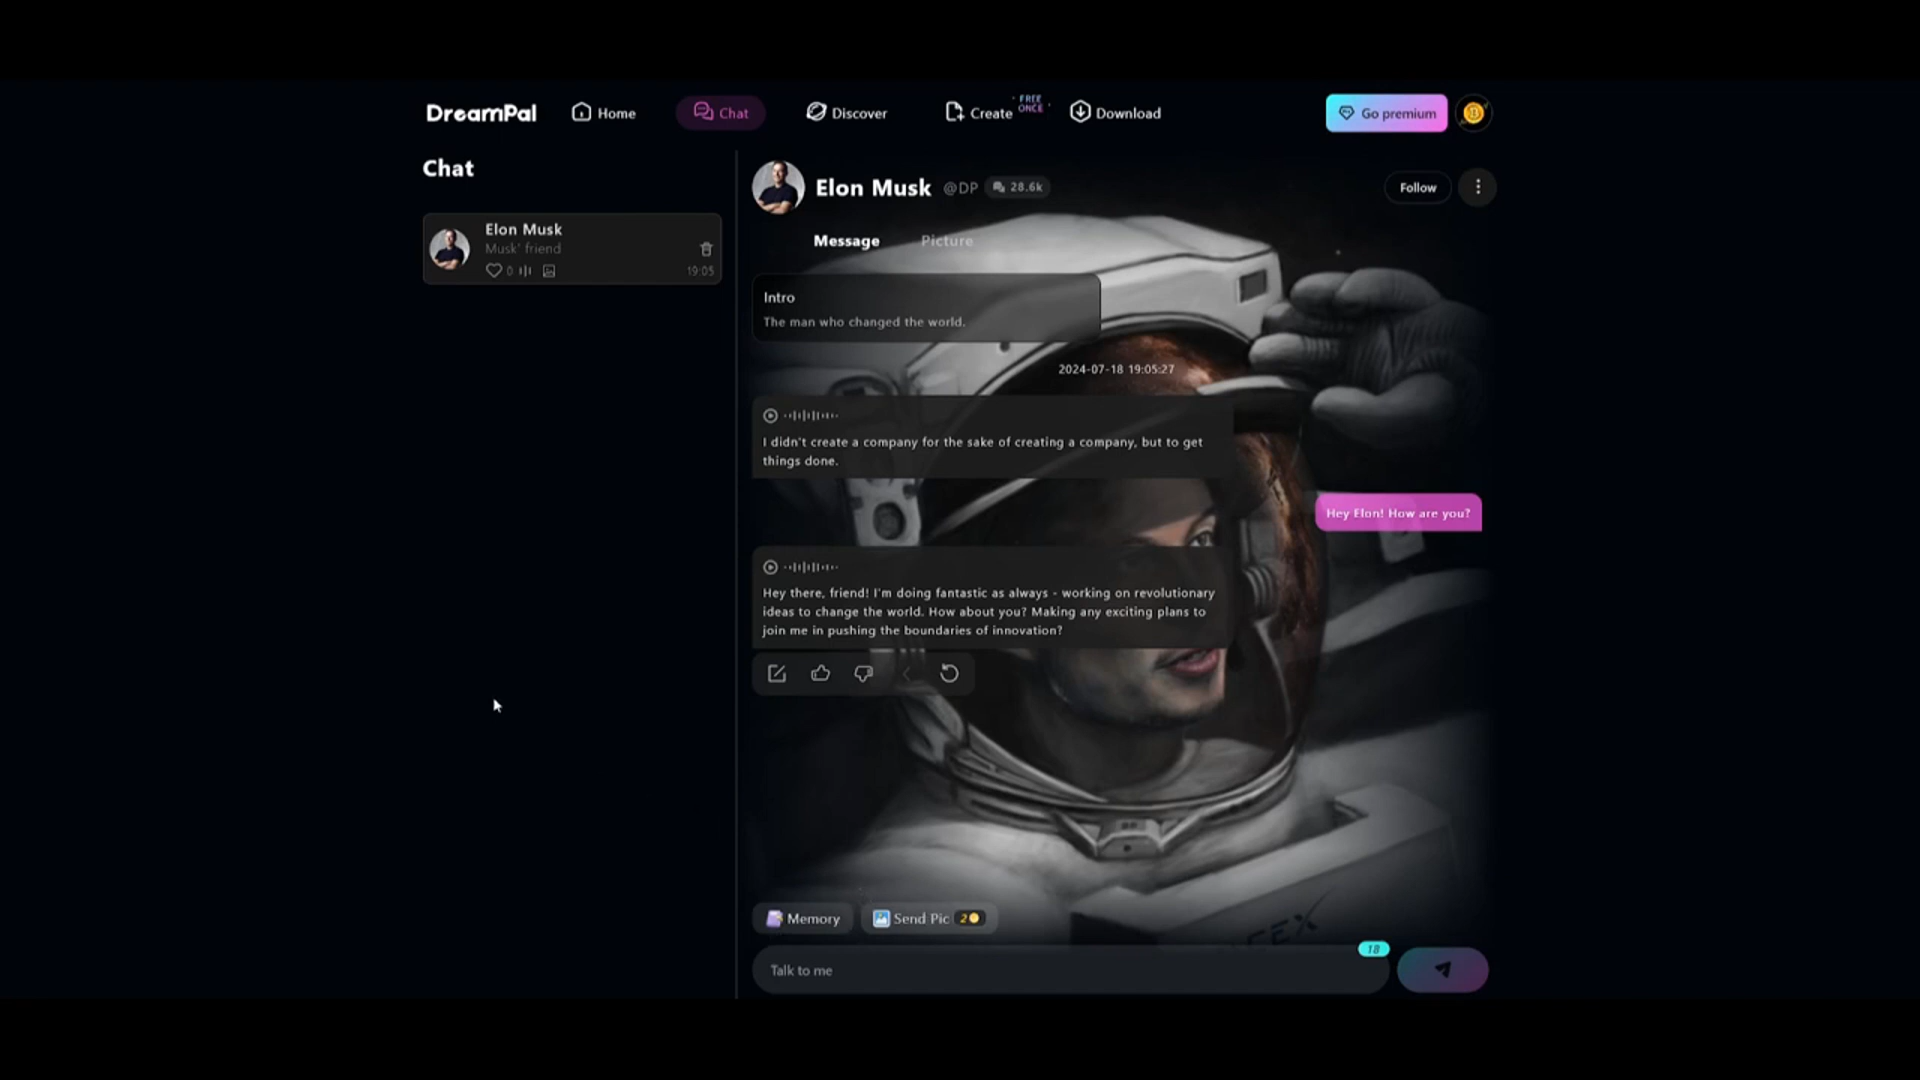 DreamPal
Home
Chat
Discover
Create
FREE
ONCE
Download
Go premium
Chat
Elon Musk
Musk' friend
0
19:05
Elon Musk @DP 28.6k
Follow
Message
Picture
Intro
The man who changed the world.
2024-07-18 19:05:27
I didn't create a company for the sake of creating a company, but to get
things done.
Hey Elon! How are you?
Hey there, friend! I'm doing fantastic as always - working on revolutionary
ideas to change the world. How about you? Making any exciting plans to
join me in pushing the boundaries of innovation?
Memory
Send Pic 2
18
Talk to me